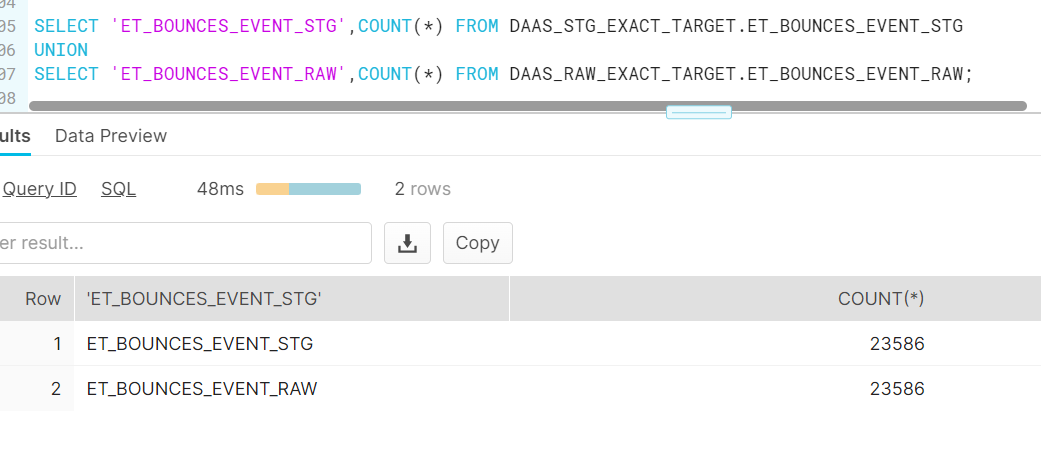 05 SELECT 'ET_BOUNCES_EVENT_STG',COUNT(*) FROM DAAS_STG_EXACT_TARGET.ET_BOUNCES_EVENT_STG
06 UNION
07 SELECT 'ET_BOUNCES_EVENT_RAW',COUNT(*) FROM DAAS_RAW_EXACT_TARGET.ET_BOUNCES_EVENT_RAW;
08
ults Data Preview
Query ID SQL 48ms 2 rows
er result... Copy
Row 'ET_BOUNCES_EVENT_STG' COUNT(*)
1 ET_BOUNCES_EVENT_STG 23586
2 ET_BOUNCES_EVENT_RAW 23586